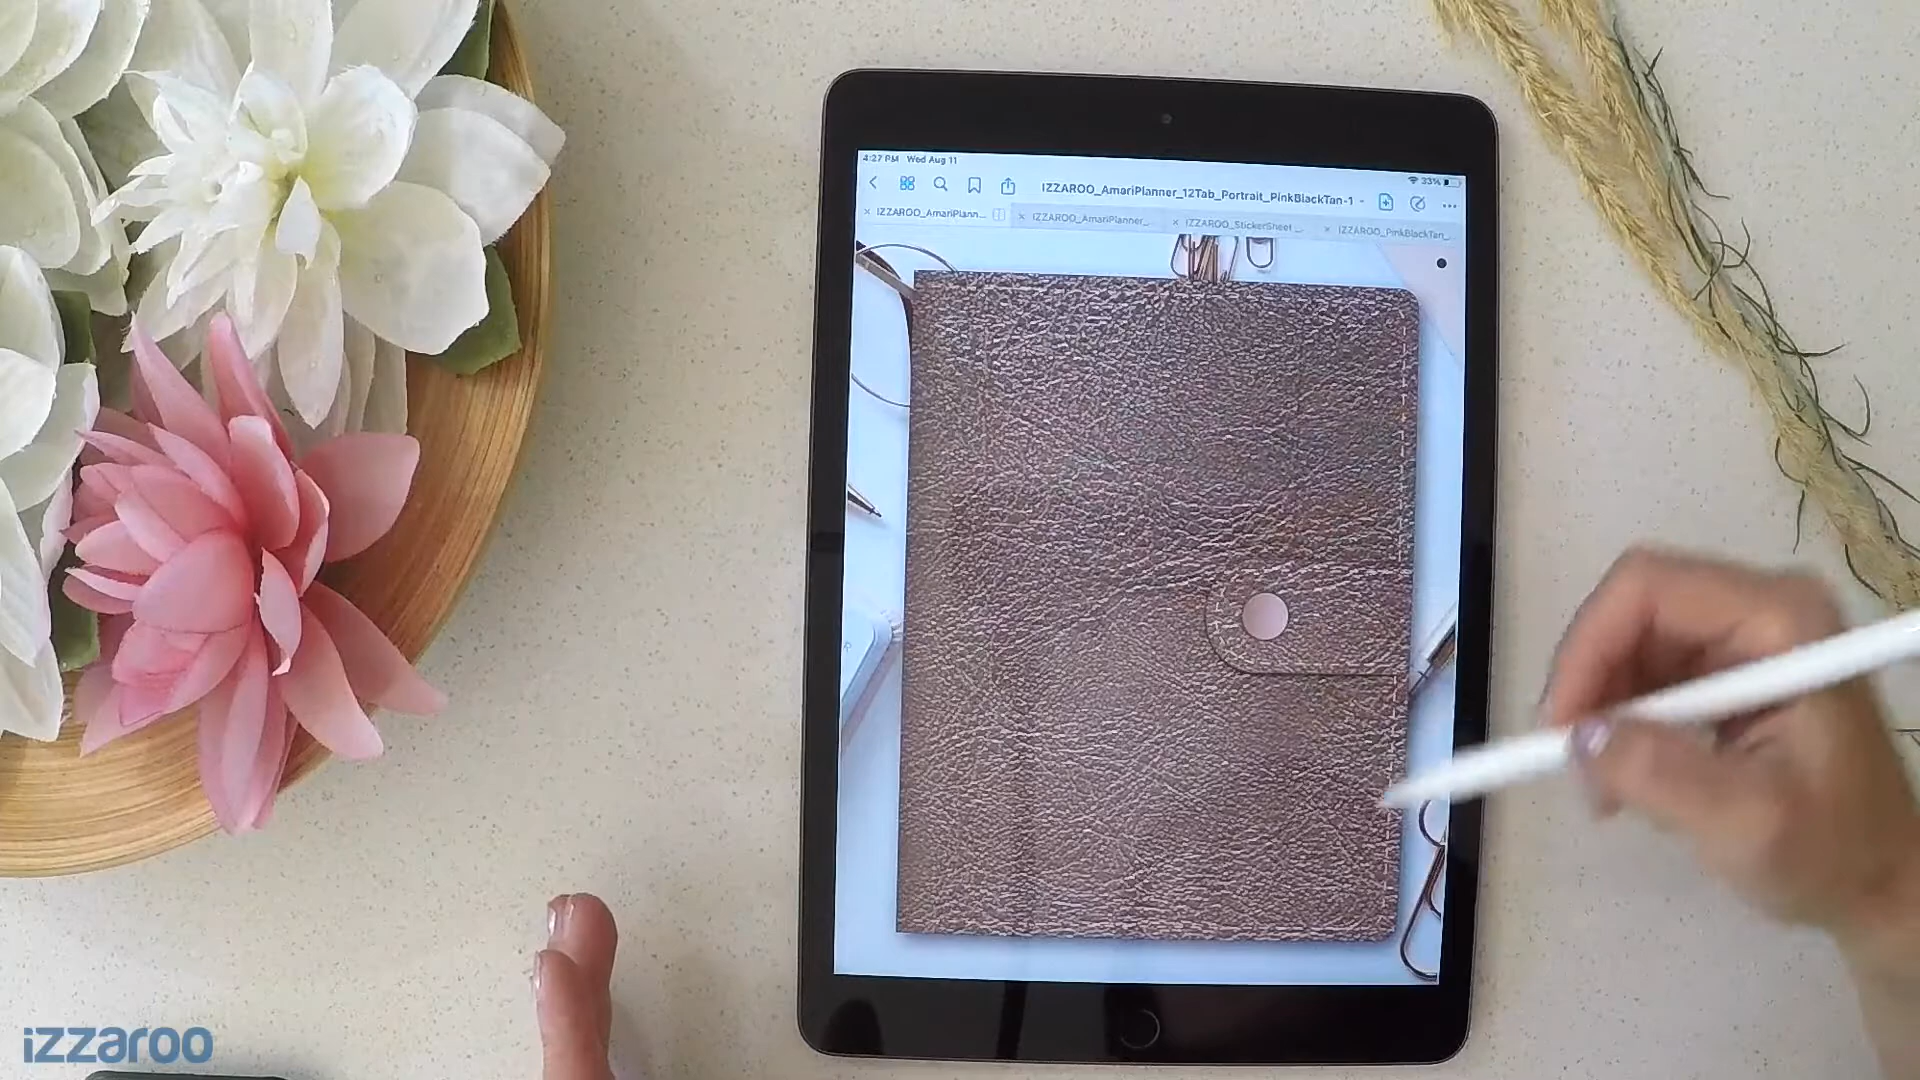 4:27 PM Wed Aug 11
33%
IZZAROO_AmariPlanner_12Tab_Portrait_PinkBlackTan-1
IZZAROO_AmariPlann...
IZZAROO_AmariPlanner_
IZZAROO_StickerSheet_...
IZZAROO_PinkBlackTan_
R
izzaroo